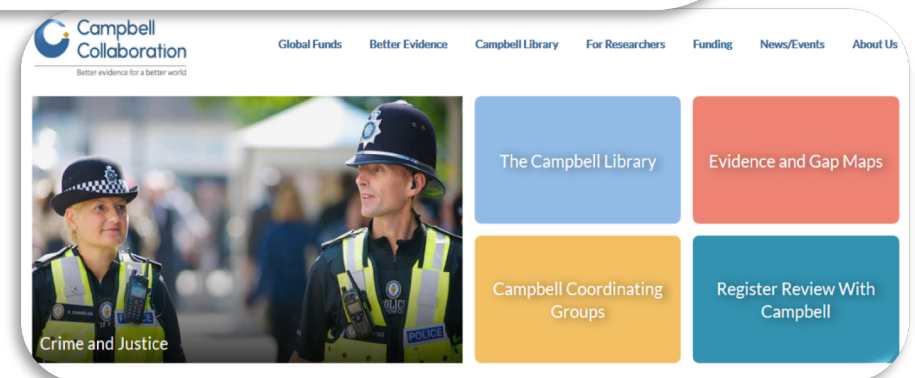 Campbell
Collaboration
Better evidence for a better world
Global Funds Better Evidence Campbell Library For Researchers Funding News/Events About Us
The Campbell Library
Evidence and Gap Maps
Campbell Coordinating
Groups
Register Review With
Campbell
POLICE
POLICE
Crime and Justice